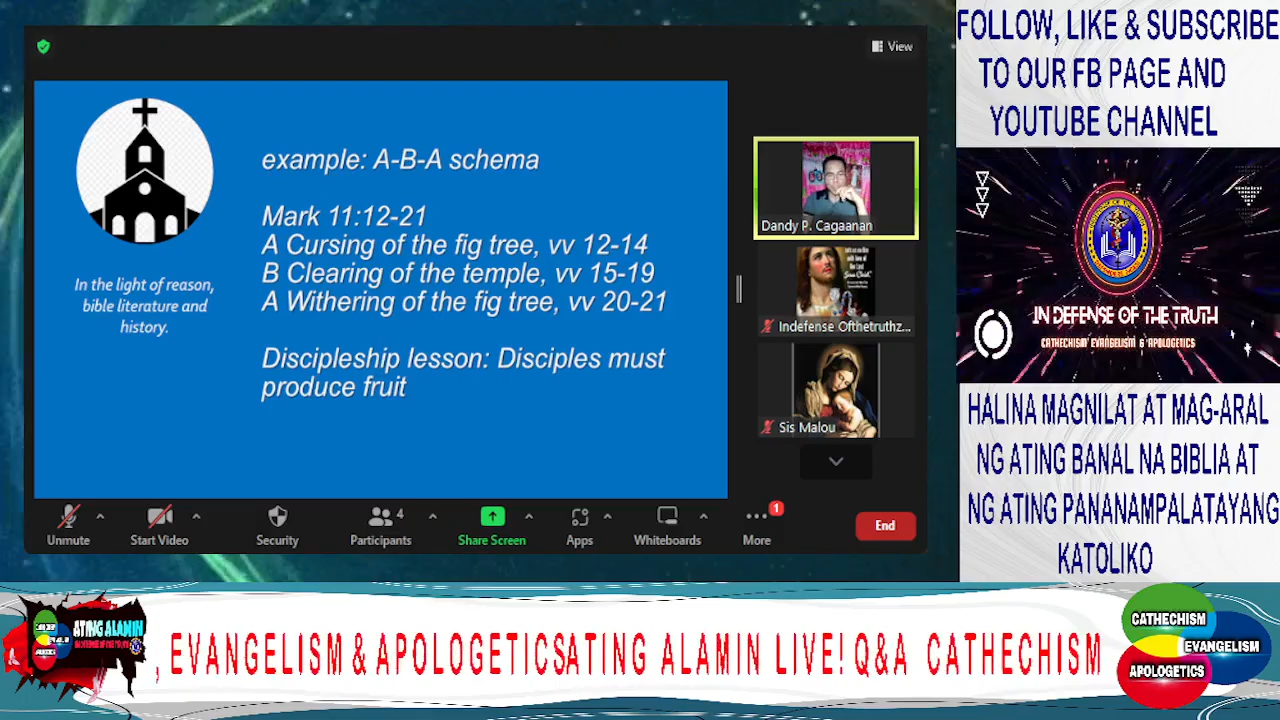 View
example: A-B-A schema
Mark 11:12-21
A Cursing of the fig tree, vv 12-14
B Clearing of the temple, vv 15-19
A Withering of the fig tree, vv 20-21
Discipleship lesson: Disciples must
produce fruit
In the light of reason,
bible literature and
history.
Dandy P. Cagaanan
Indefense Ofthetruthz...
Sis Malou
Unmute
Start Video
Security
4
Participants
Share Screen
Apps
Whiteboards
1
More
End
FOLLOW, LIKE & SUBSCRIBE
TO OUR FB PAGE AND
YOUTUBE CHANNEL
IN DEFENSE OF THE TRUTH
CATHECHISM EVANGELISM & APOLOGETICS
HALINA MAGNILAT AT MAG-ARAL
NG ATING BANAL NA BIBLIA AT
NG ATING PANANAMPALATAYANG
KATOLIKO
ATING ALAMIN
, EVANGELISM & APOLOGETICSATING ALAMIN LIVE! Q&A CATHECHISM
CATHECHISM
EVANGELISM
APOLOGETICS